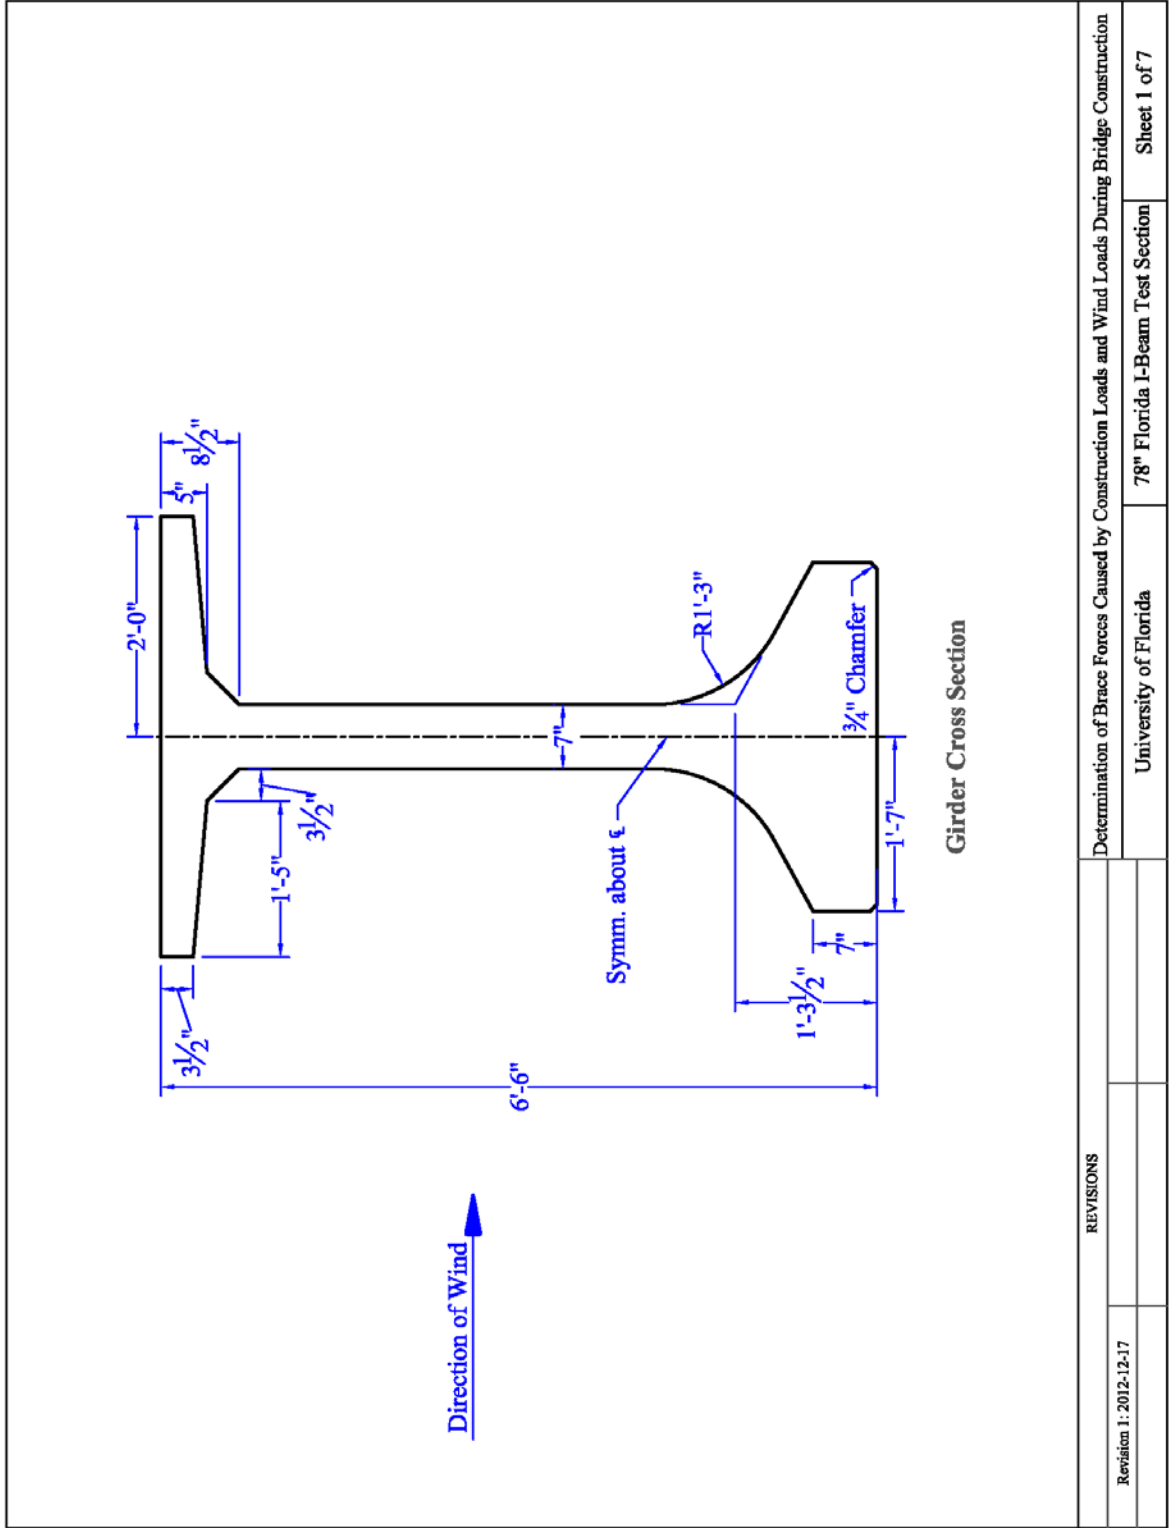 2'-0"
5"
8½"
3½"
1'-5"
3½"
6'-6"
7"
R1'-3"
Symm. about ℄
¾" Chamfer
1'-3½"
7"
1'-7"
Direction of Wind
Girder Cross Section
REVISIONS
Revision 1: 2012-12-17
Determination of Brace Forces Caused by Construction Loads and Wind Loads During Bridge Construction
University of Florida
78" Florida I-Beam Test Section
Sheet 1 of 7